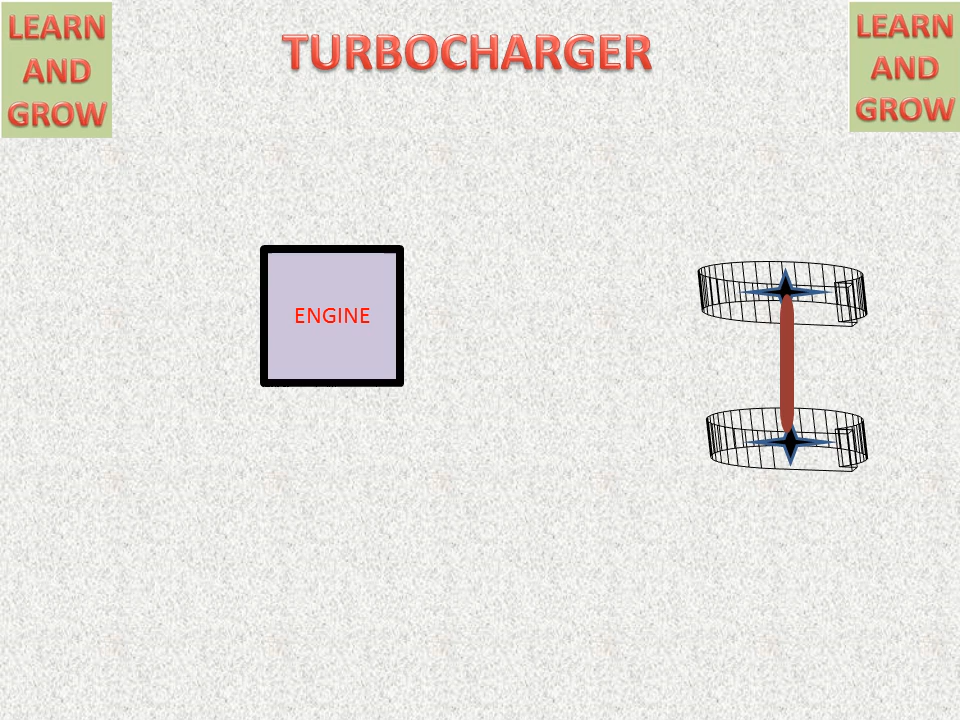 LEARN
AND
GROW
TURBOCHARGER
LEARN
AND
GROW
ENGINE